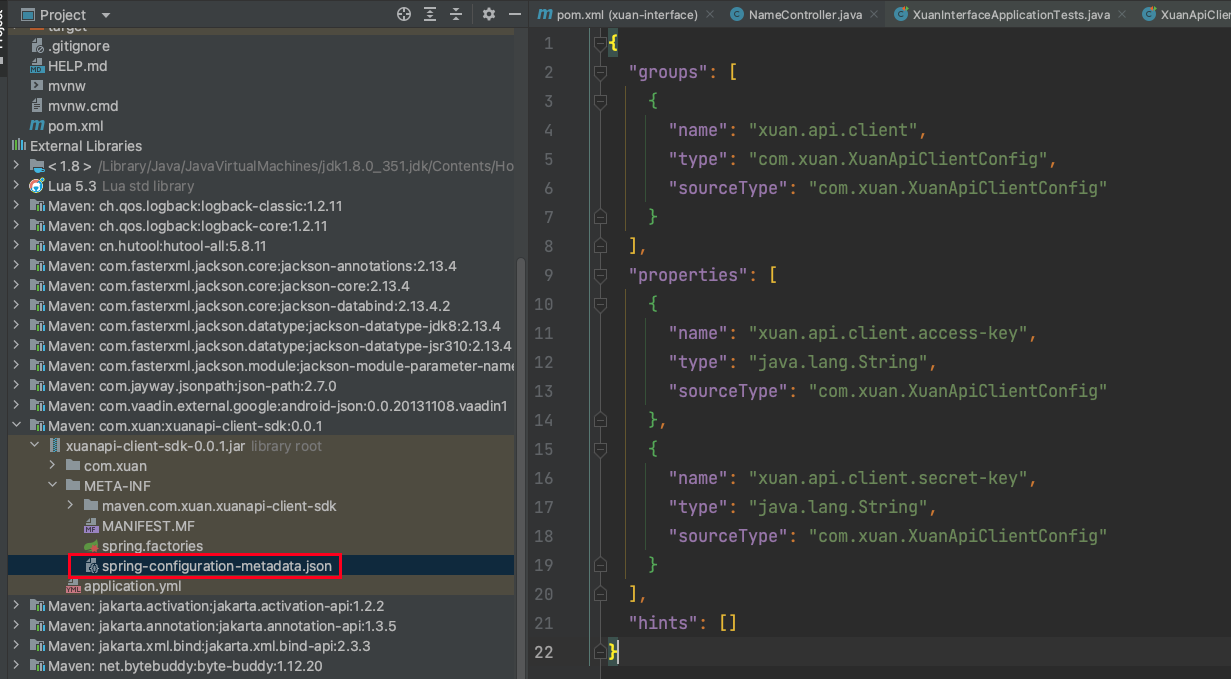 Project
pom.xml (xuan-interface)
NameController.java
XuanInterfaceApplicationTests.java
XuanApiClien
target
.gitignore
HELP.md
mvnw
mvnw.cmd
pom.xml
External Libraries
< 1.8 > /Library/Java/JavaVirtualMachines/jdk1.8.0_351.jdk/Contents/Ho
Lua 5.3 Lua std library
Maven: ch.qos.logback:logback-classic:1.2.11
Maven: ch.qos.logback:logback-core:1.2.11
Maven: cn.hutool:hutool-all:5.8.11
Maven: com.fasterxml.jackson.core:jackson-annotations:2.13.4
Maven: com.fasterxml.jackson.core:jackson-core:2.13.4
Maven: com.fasterxml.jackson.core:jackson-databind:2.13.4.2
Maven: com.fasterxml.jackson.datatype:jackson-datatype-jdk8:2.13.4
Maven: com.fasterxml.jackson.datatype:jackson-datatype-jsr310:2.13.4
Maven: com.fasterxml.jackson.module:jackson-module-parameter-name
Maven: com.jayway.jsonpath:json-path:2.7.0
Maven: com.vaadin.external.google:android-json:0.0.20131108.vaadin1
Maven: com.xuan:xuanapi-client-sdk:0.0.1
xuanapi-client-sdk-0.0.1.jar library root
com.xuan
META-INF
maven.com.xuan.xuanapi-client-sdk
MANIFEST.MF
spring.factories
spring-configuration-metadata.json
application.yml
Maven: jakarta.activation:jakarta.activation-api:1.2.2
Maven: jakarta.annotation:jakarta.annotation-api:1.3.5
Maven: jakarta.xml.bind:jakarta.xml.bind-api:2.3.3
Maven: net.bytebuddy:byte-buddy:1.12.20
1 {
2 "groups": [
3 {
4 "name": "xuan.api.client",
5 "type": "com.xuan.XuanApiClientConfig",
6 "sourceType": "com.xuan.XuanApiClientConfig"
7 }
8 ],
9 "properties": [
10 {
11 "name": "xuan.api.client.access-key",
12 "type": "java.lang.String",
13 "sourceType": "com.xuan.XuanApiClientConfig"
14 },
15 {
16 "name": "xuan.api.client.secret-key",
17 "type": "java.lang.String",
18 "sourceType": "com.xuan.XuanApiClientConfig"
19 }
20 ],
21 "hints": []
22 }